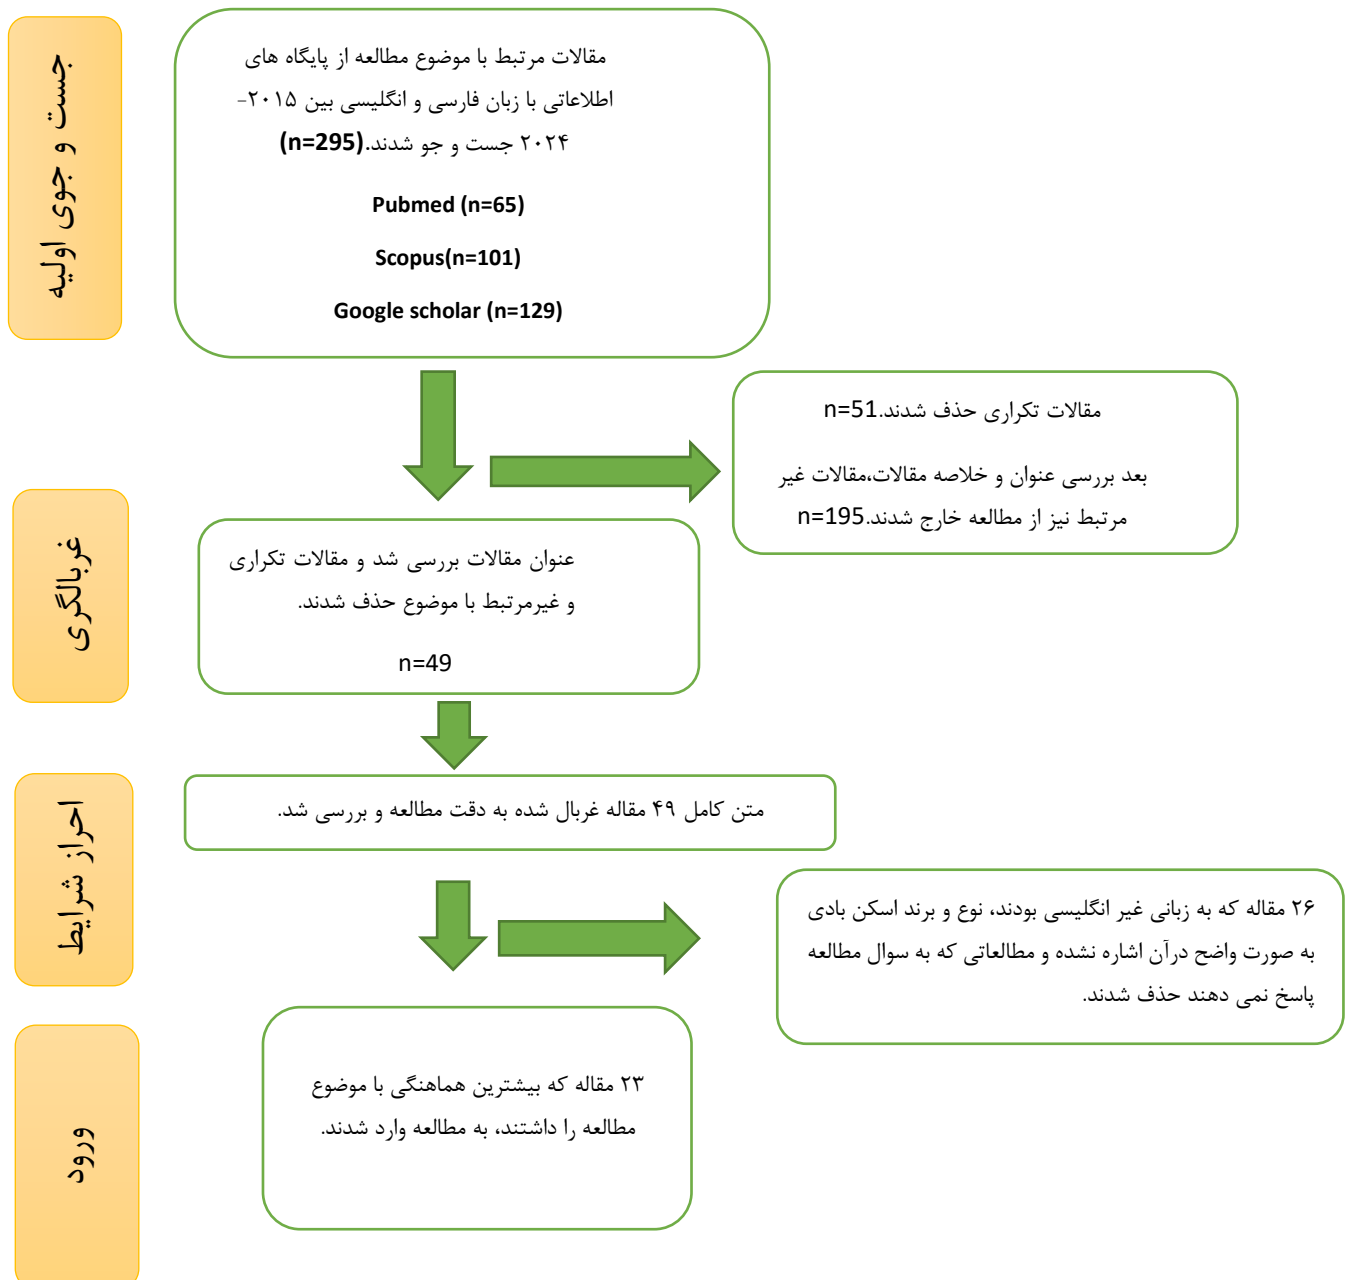 جست و جوی اولیه
مقالات مرتبط با موضوع مطالعه از پایگاه های
اطلاعاتی با زبان فارسی و انگلیسی بین ۲۰۱۵-
۲۰۲۴ جست و جو شدند.(n=295)
Pubmed (n=65)
Scopus(n=101)
Google scholar (n=129)
مقالات تکراری حذف شدند.n=51
بعد بررسی عنوان و خلاصه مقالات،مقالات غیر
مرتبط نیز از مطالعه خارج شدند.n=195
غربالگری
عنوان مقالات بررسی شد و مقالات تکراری
و غیرمرتبط با موضوع حذف شدند.
n=49
احراز شرایط
متن کامل ۴۹ مقاله غربال شده به دقت مطالعه و بررسی شد.
۲۶ مقاله که به زبانی غیر انگلیسی بودند، نوع و برند اسکن بادی
به صورت واضح درآن اشاره نشده و مطالعاتی که به سوال مطالعه
پاسخ نمی دهند حذف شدند.
ورود
۲۳ مقاله که بیشترین هماهنگی با موضوع
مطالعه را داشتند، به مطالعه وارد شدند.